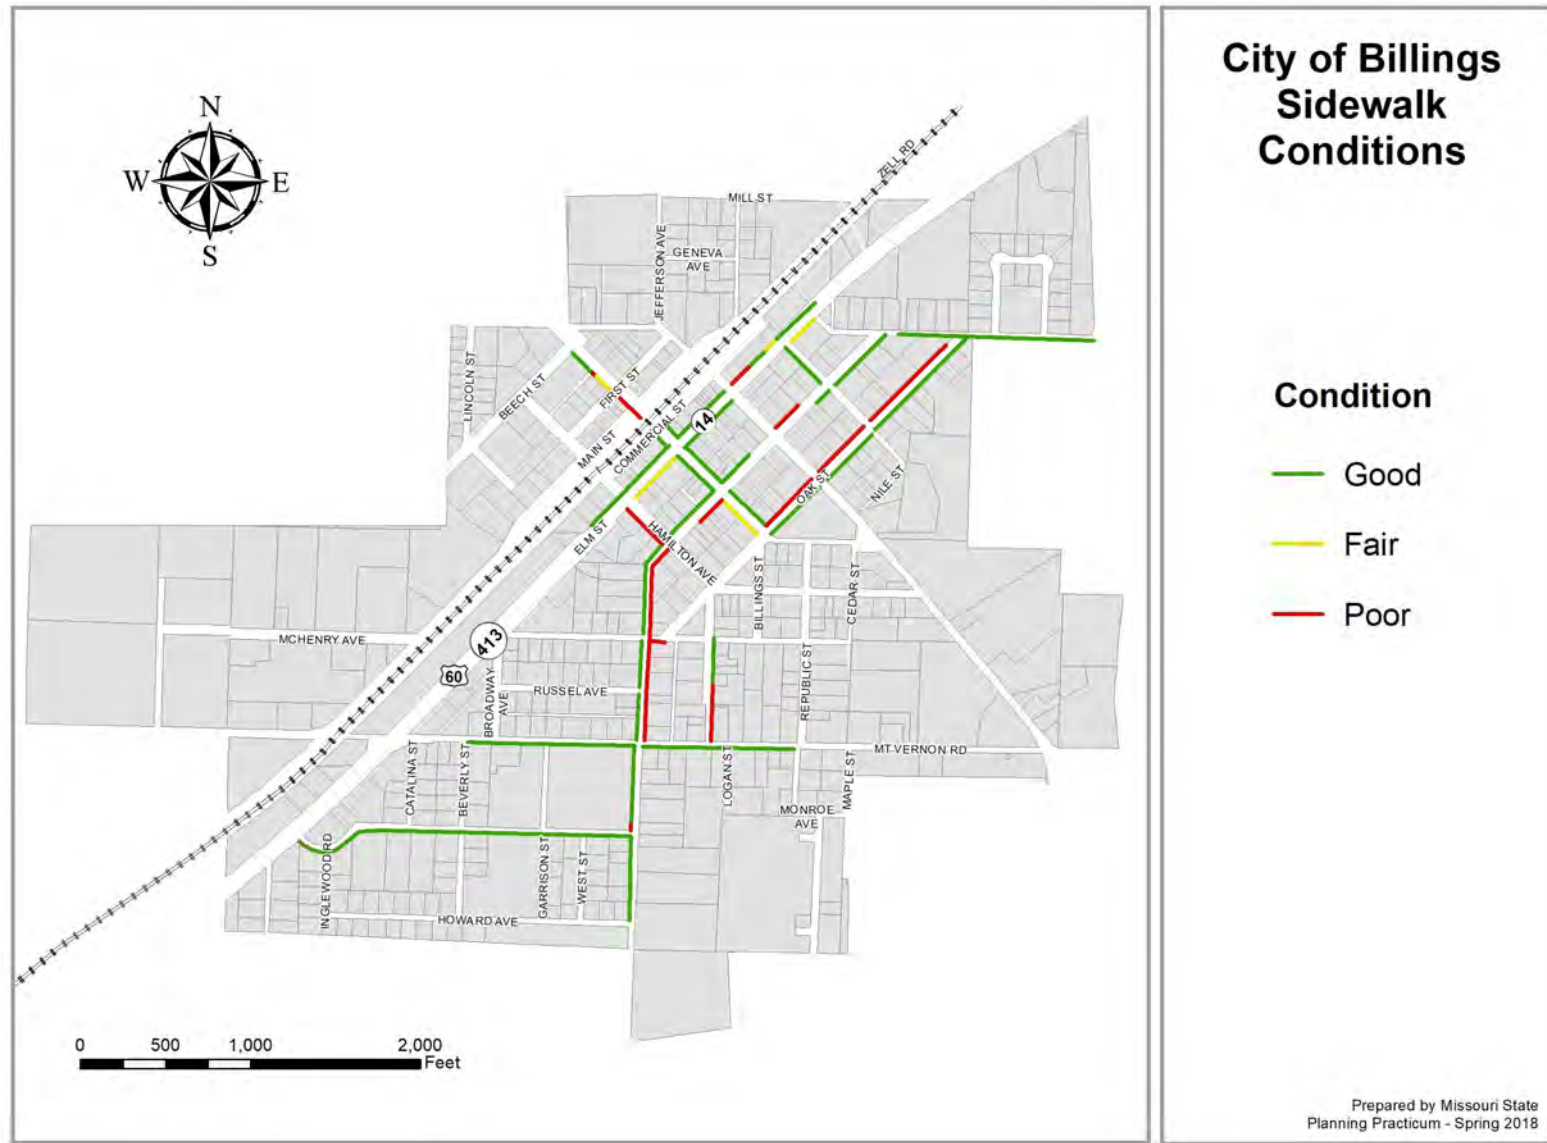 City of Billings
Sidewalk
Conditions
N
W
E
S
ZELL RD
MILL ST
JEFFERSON AVE
GENEVA
AVE
LINCOLN ST
BEECH ST
FIRST ST
MAIN ST
COMMERCIAL ST
14
OAK ST
NILE ST
ELM ST
HAMILTON AVE
BILLINGS ST
CEDAR ST
MCHENRY AVE
413
60
BROADWAY
AVE
RUSSEL AVE
REPUBLIC ST
CATALINA ST
BEVERLY ST
LOGAN ST
MT VERNON RD
MAPLE ST
MONROE
AVE
INGLEWOOD RD
GARRISON ST
WEST ST
HOWARD AVE
0 500 1,000 2,000
Feet
Condition
Good
Fair
Poor
Prepared by Missouri State
Planning Practicum - Spring 2018